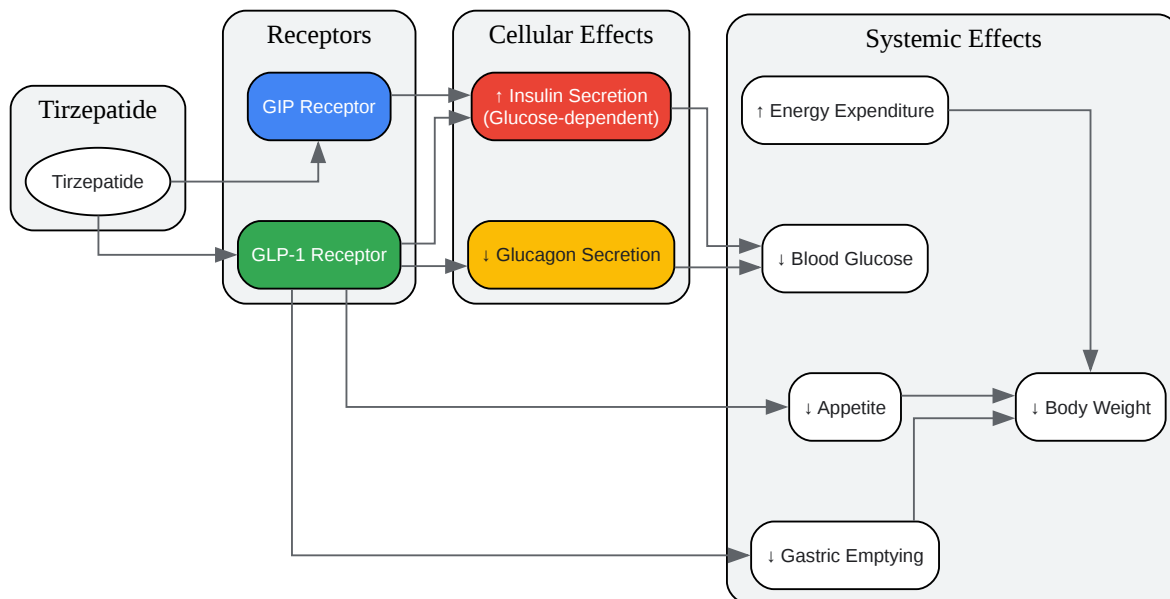 Tirzepatide
Tirzepatide
Receptors
GIP Receptor
GLP-1 Receptor
Cellular Effects
↑ Insulin Secretion
(Glucose-dependent)
↓ Glucagon Secretion
Systemic Effects
↑ Energy Expenditure
↓ Blood Glucose
↓ Appetite
↓ Body Weight
↓ Gastric Emptying